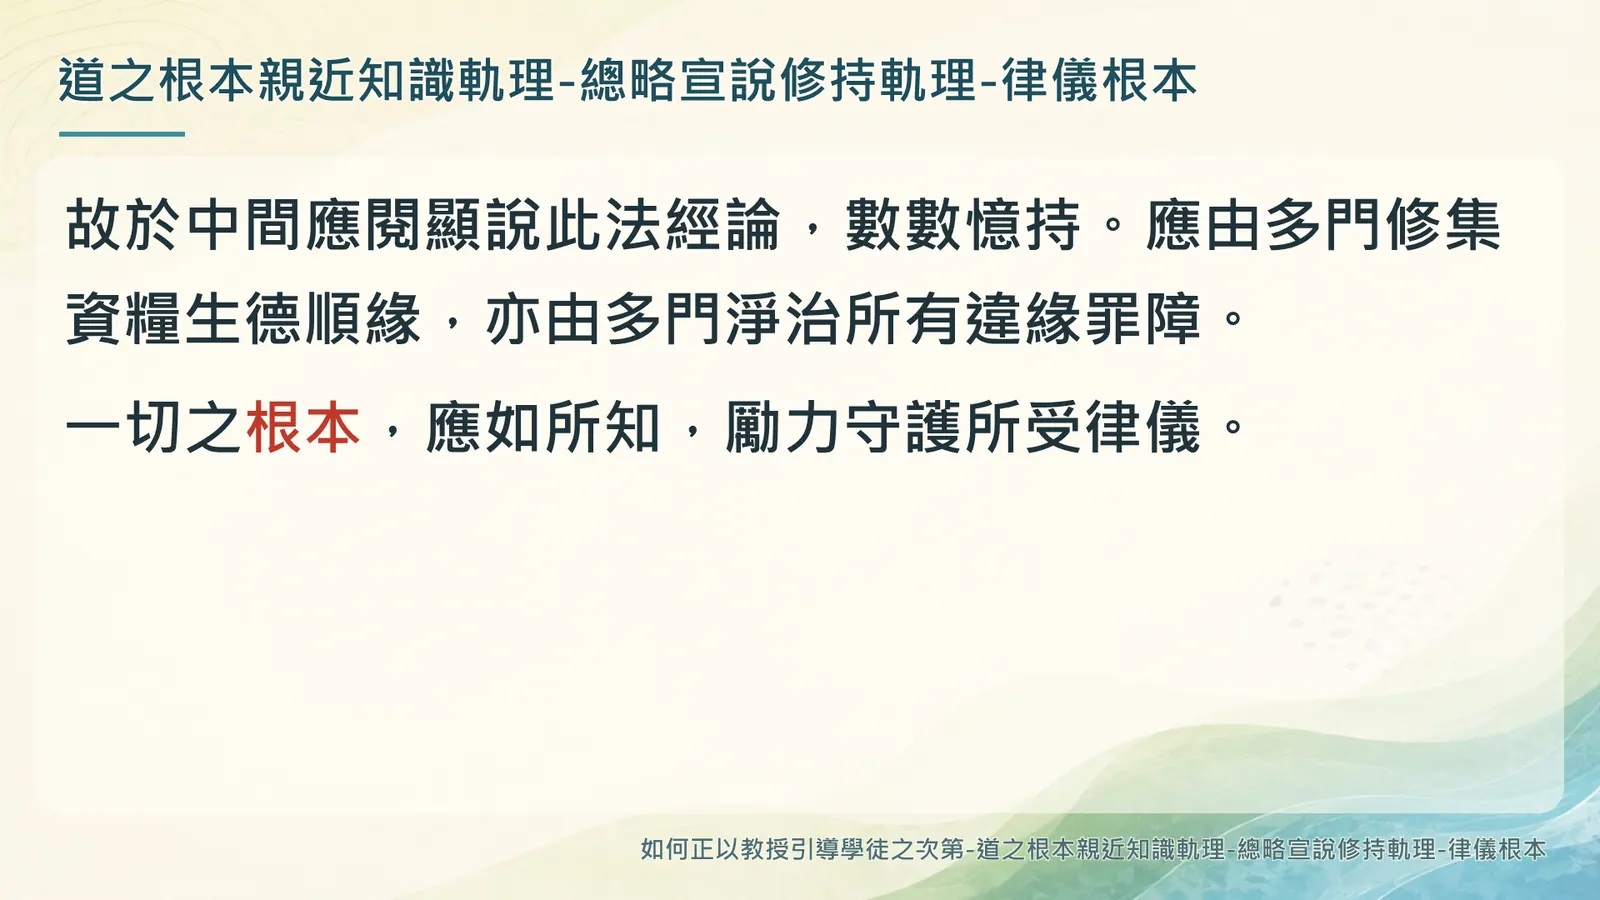 道之根本親近知識軌理-總略宣說修持軌理-律儀根本
故於中間應閱顯說此法經論，數數憶持。應由多門修集
資糧生德順緣，亦由多門淨治所有違緣罪障。
一切之根本，應如所知，勵力守護所受律儀。
如何正以教授引導學徒之次第-道之根本親近知識軌理-總略宣說修持軌理-律儀根本